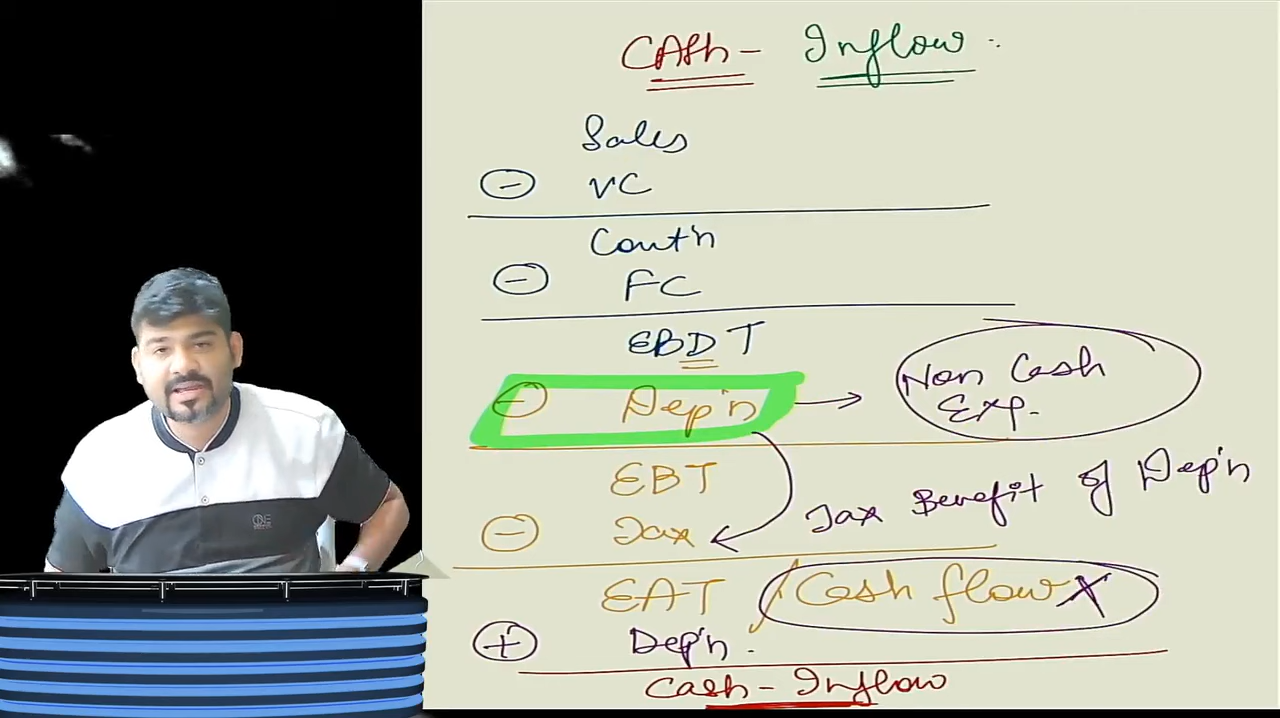 CASh - Inflow
Sales
- VC
Cont'n
- FC
EBDT
- Dep'n → Non Cash Exp.
EBT
Tax Benefit of Dep'n
- Tax
EAT / Cash flow X
+ Dep'n.
Cash - Inflow